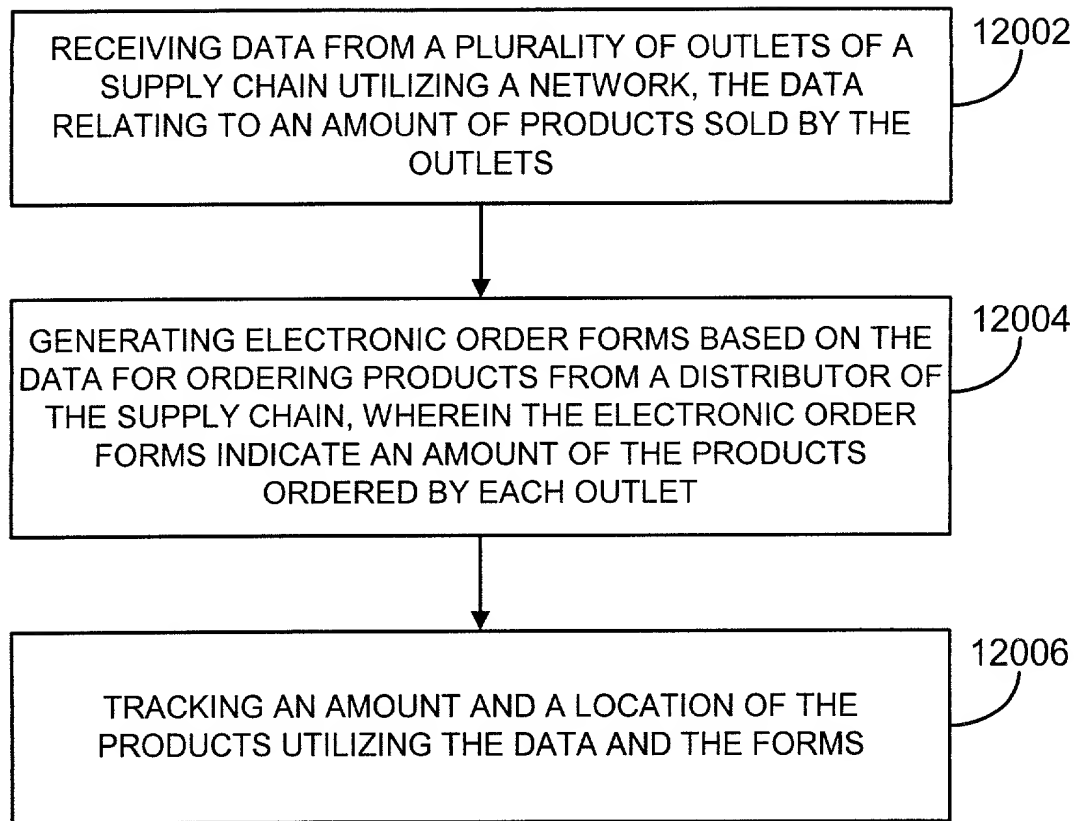 RECEIVING DATA FROM A PLURALITY OF OUTLETS OF A
SUPPLY CHAIN UTILIZING A NETWORK, THE DATA
RELATING TO AN AMOUNT OF PRODUCTS SOLD BY THE
OUTLETS
12002
GENERATING ELECTRONIC ORDER FORMS BASED ON THE
DATA FOR ORDERING PRODUCTS FROM A DISTRIBUTOR OF
THE SUPPLY CHAIN, WHEREIN THE ELECTRONIC ORDER
FORMS INDICATE AN AMOUNT OF THE PRODUCTS
ORDERED BY EACH OUTLET
12004
TRACKING AN AMOUNT AND A LOCATION OF THE
PRODUCTS UTILIZING THE DATA AND THE FORMS
12006